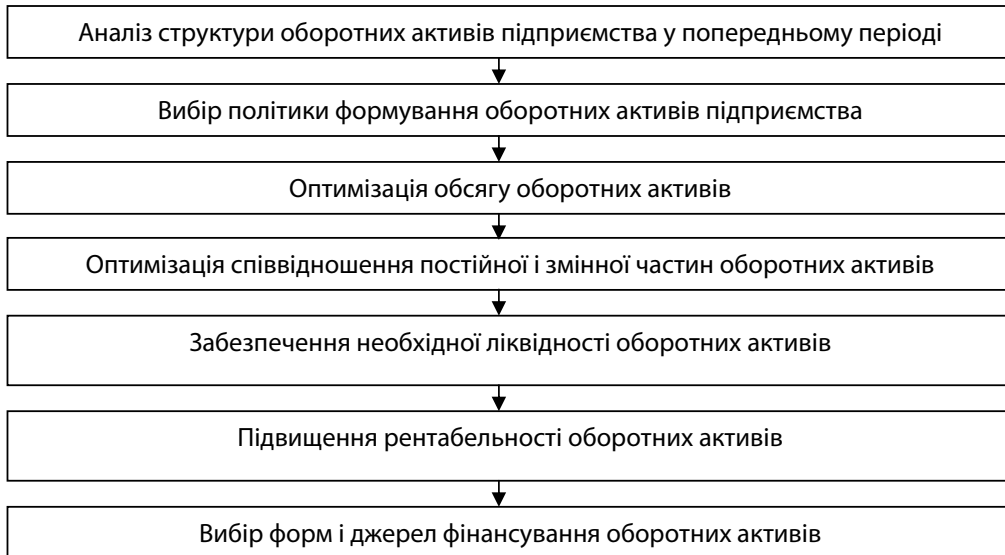 Аналіз структури оборотних активів підприємства у попередньому періоді
Вибір політики формування оборотних активів підприємства
Оптимізація обсягу оборотних активів
Оптимізація співвідношення постійної і змінної частин оборотних активів
Забезпечення необхідної ліквідності оборотних активів
Підвищення рентабельності оборотних активів
Вибір форм і джерел фінансування оборотних активів